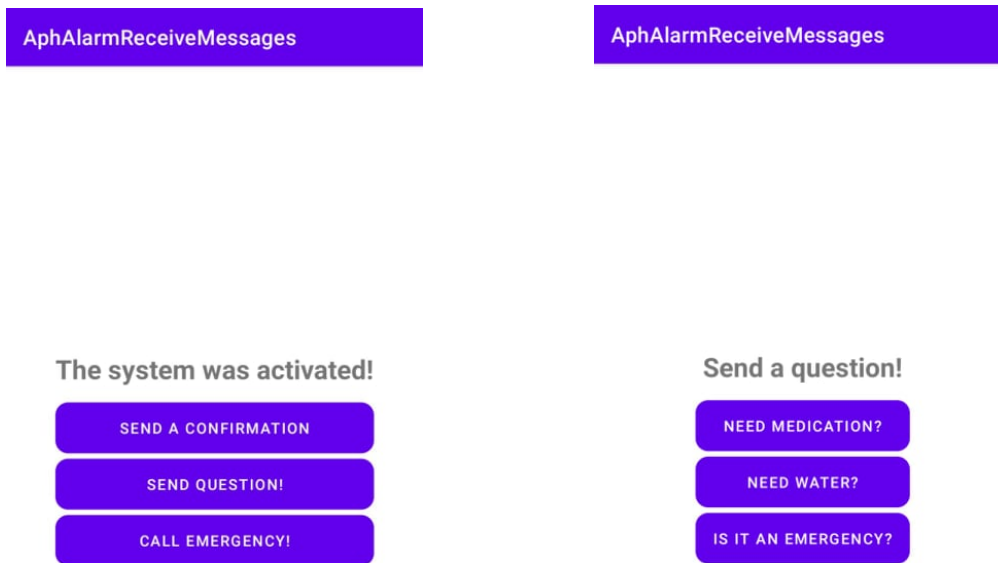 AphAlarmReceiveMessages
The system was activated!
SEND A CONFIRMATION
SEND QUESTION!
CALL EMERGENCY!
AphAlarmReceiveMessages
Send a question!
NEED MEDICATION?
NEED WATER?
IS IT AN EMERGENCY?